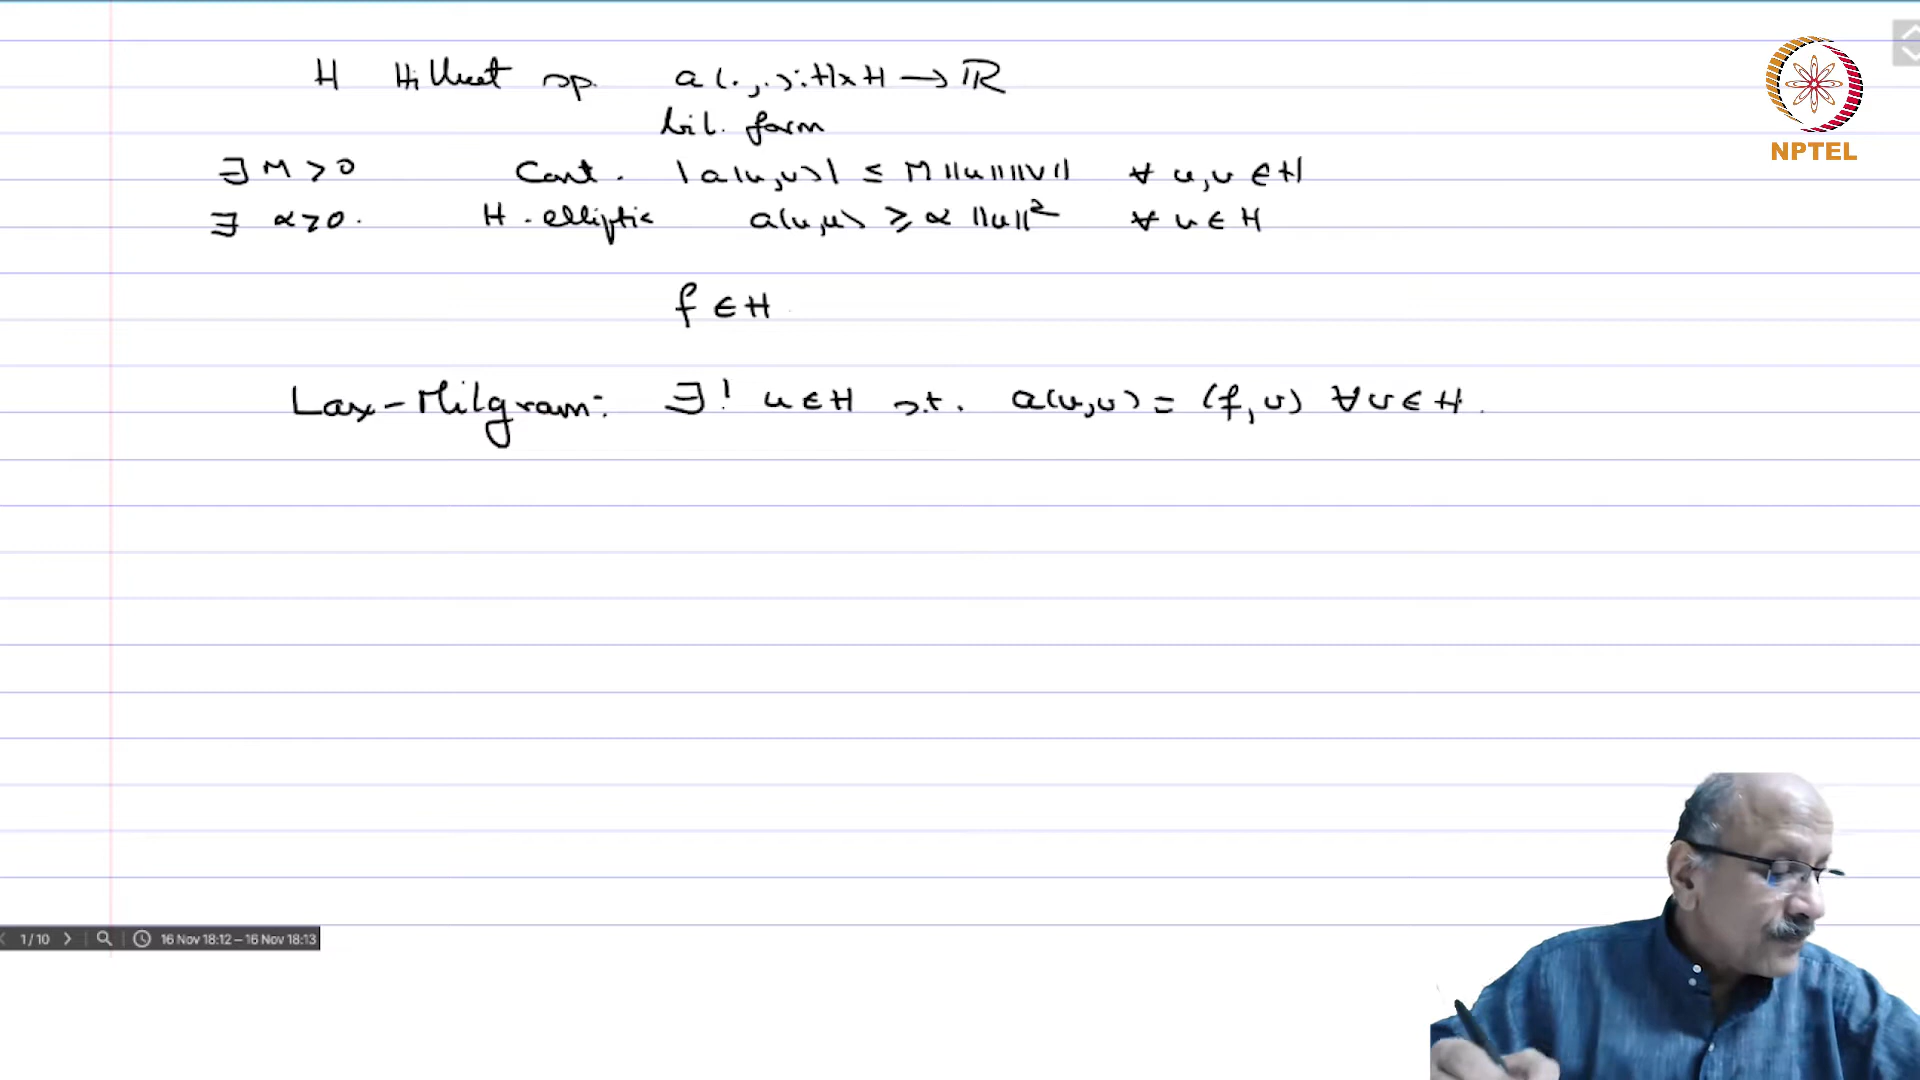 H Hilbert sp. a(.,.): H×H → ℝ
bil. form
∃ M > 0 Cont. |a(u,v)| ≤ M ||u|| ||v|| ∀ u,v ∈ H
∃ α > 0. H-elliptic a(u,u) ≥ α ||u||² ∀ u ∈ H
f ∈ H
Lax-Milgram: ∃! u ∈ H s.t. a(u,v) = (f,v) ∀ v ∈ H.
NPTEL
1/10 16 Nov 18:12 – 16 Nov 18:13